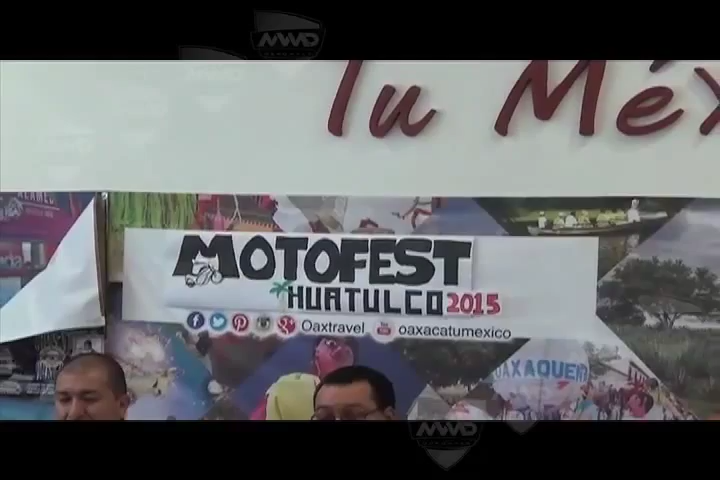 MWD
Tu Méx
MOTOFEST
HUATULCO 2015
Oaxtravel oaxacatumexico
OAXAQUEÑ
MWD